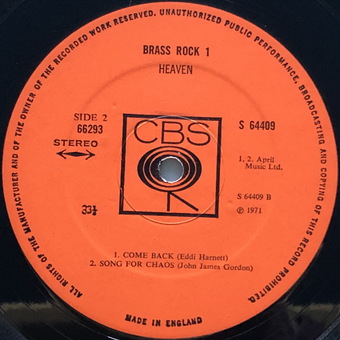 ALL RIGHTS OF THE MANUFACTURER AND OF THE OWNER OF THE RECORDED WORK RESERVED. UNAUTHORIZED PUBLIC PERFORMANCE, BROADCASTING AND COPYING OF THIS RECORD PROHIBITED.
BRASS ROCK 1
HEAVEN
SIDE 2
66293
STEREO
CBS
S 64409
1, 2. April
Music Ltd.
33⅓
S 64409 B
℗ 1971
1. COME BACK (Eddi Harnett)
2. SONG FOR CHAOS (John James Gordon)
MADE IN ENGLAND